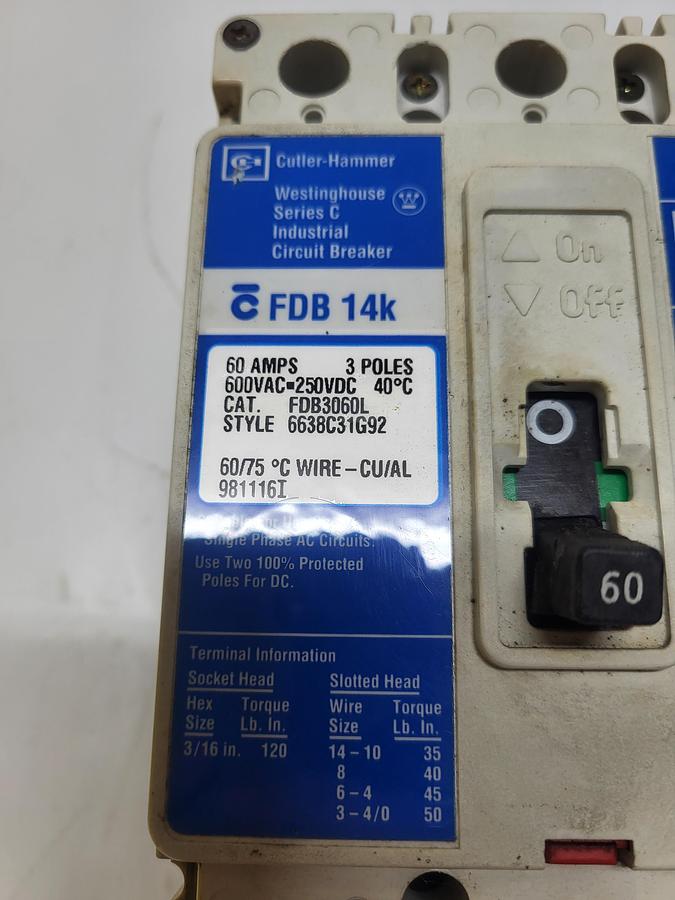 Cutler-Hammer
Westinghouse
Series C
Industrial
Circuit Breaker
C FDB 14k
60 AMPS 3 POLES
600VAC=250VDC 40°C
CAT. FDB3060L
STYLE 6638C31G92
60/75 °C WIRE-CU/AL
981116I
Single Phase AC Circuits.
Use Two 100% Protected
Poles For DC.
Terminal Information
Socket Head Slotted Head
Hex Torque Wire Torque
Size Lb. In. Size Lb. In.
3/16 in. 120 14-10 35
8 40
6-4 45
3-4/0 50
On
Off
O
60